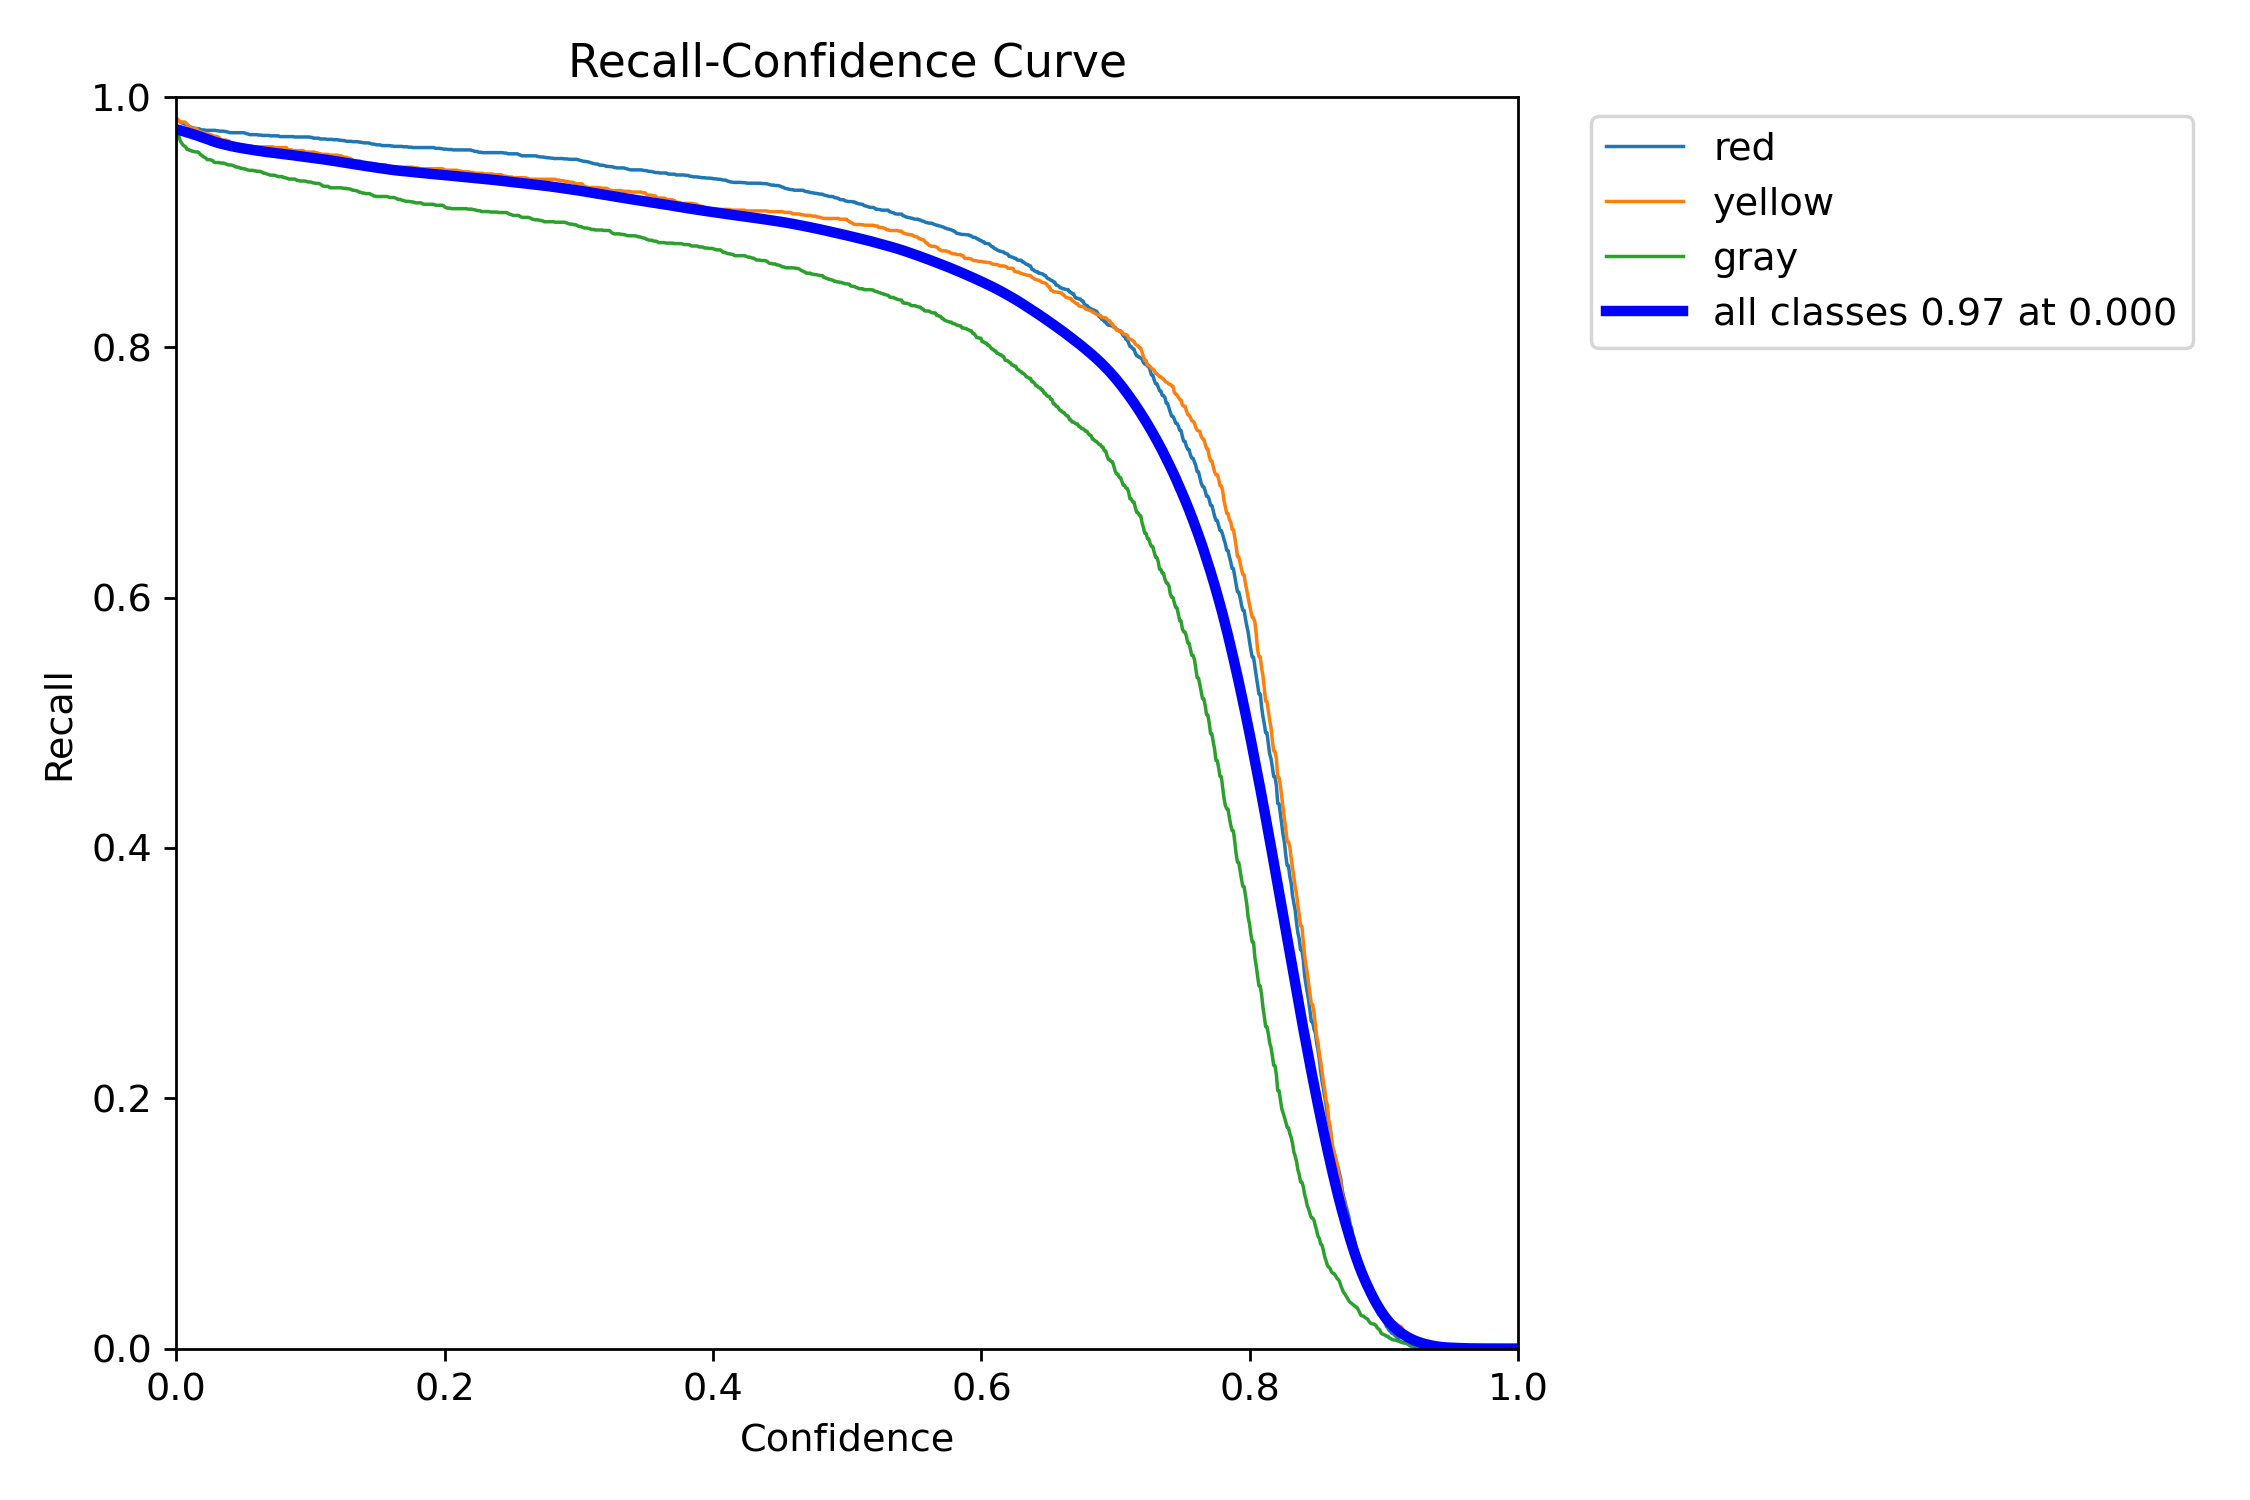 Recall-Confidence Curve
1.0
0.8
0.6
0.4
0.2
0.0
Recall
0.0 0.2 0.4 0.6 0.8 1.0
Confidence
red
yellow
gray
all classes 0.97 at 0.000